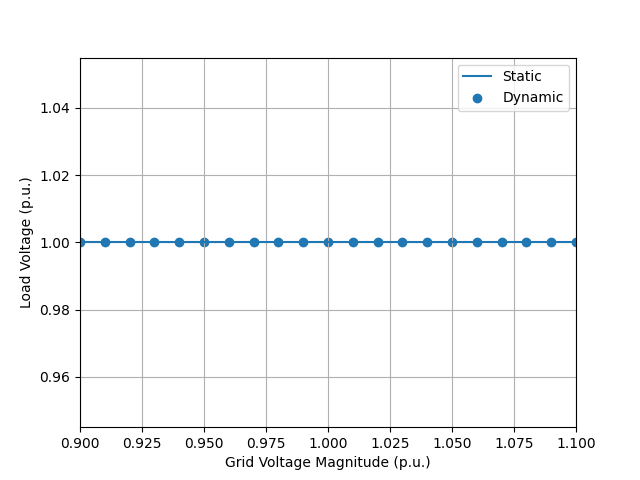 Static
Dynamic
1.04
1.02
1.00
0.98
0.96
Load Voltage (p.u.)
0.900 0.925 0.950 0.975 1.000 1.025 1.050 1.075 1.100
Grid Voltage Magnitude (p.u.)